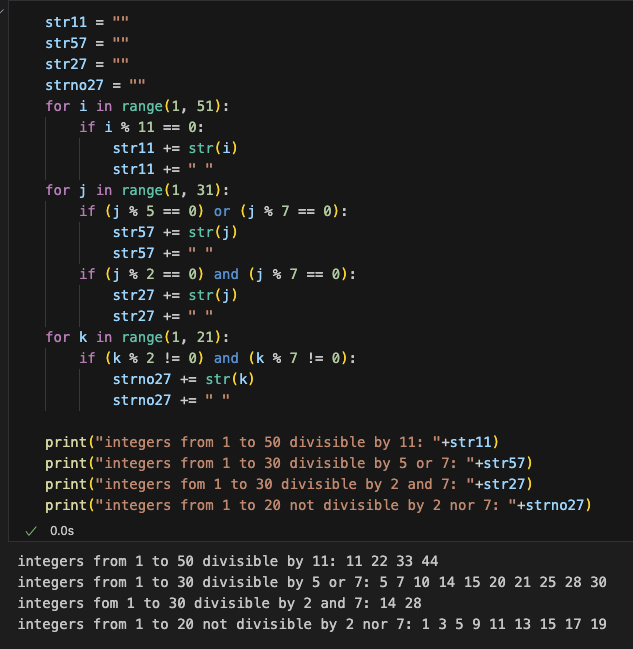 str11 = ""
str57 = ""
str27 = ""
strno27 = ""
for i in range(1, 51):
    if i % 11 == 0:
        str11 += str(i)
        str11 += " "
for j in range(1, 31):
    if (j % 5 == 0) or (j % 7 == 0):
        str57 += str(j)
        str57 += " "
    if (j % 2 == 0) and (j % 7 == 0):
        str27 += str(j)
        str27 += " "
for k in range(1, 21):
    if (k % 2 != 0) and (k % 7 != 0):
        strno27 += str(k)
        strno27 += " "

print("integers from 1 to 50 divisible by 11: "+str11)
print("integers from 1 to 30 divisible by 5 or 7: "+str57)
print("integers fom 1 to 30 divisible by 2 and 7: "+str27)
print("integers from 1 to 20 not divisible by 2 nor 7: "+strno27)
✓ 0.0s
integers from 1 to 50 divisible by 11: 11 22 33 44
integers from 1 to 30 divisible by 5 or 7: 5 7 10 14 15 20 21 25 28 30
integers fom 1 to 30 divisible by 2 and 7: 14 28
integers from 1 to 20 not divisible by 2 nor 7: 1 3 5 9 11 13 15 17 19